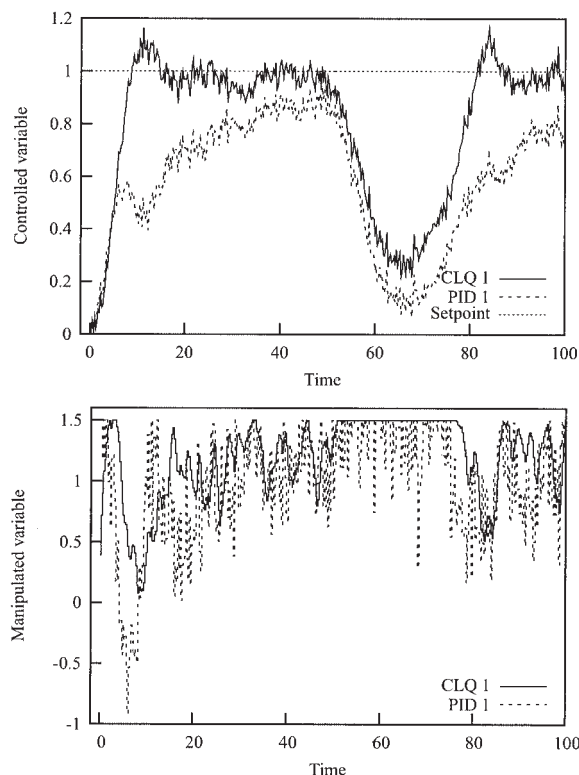 1.2
1
0.8
0.6
0.4
0.2
0
Controlled variable
CLQ 1
PID 1
Setpoint
0 20 40 60 80 100
Time
1.5
1
0.5
0
-0.5
-1
Manipulated variable
CLQ 1
PID 1
0 20 40 60 80 100
Time